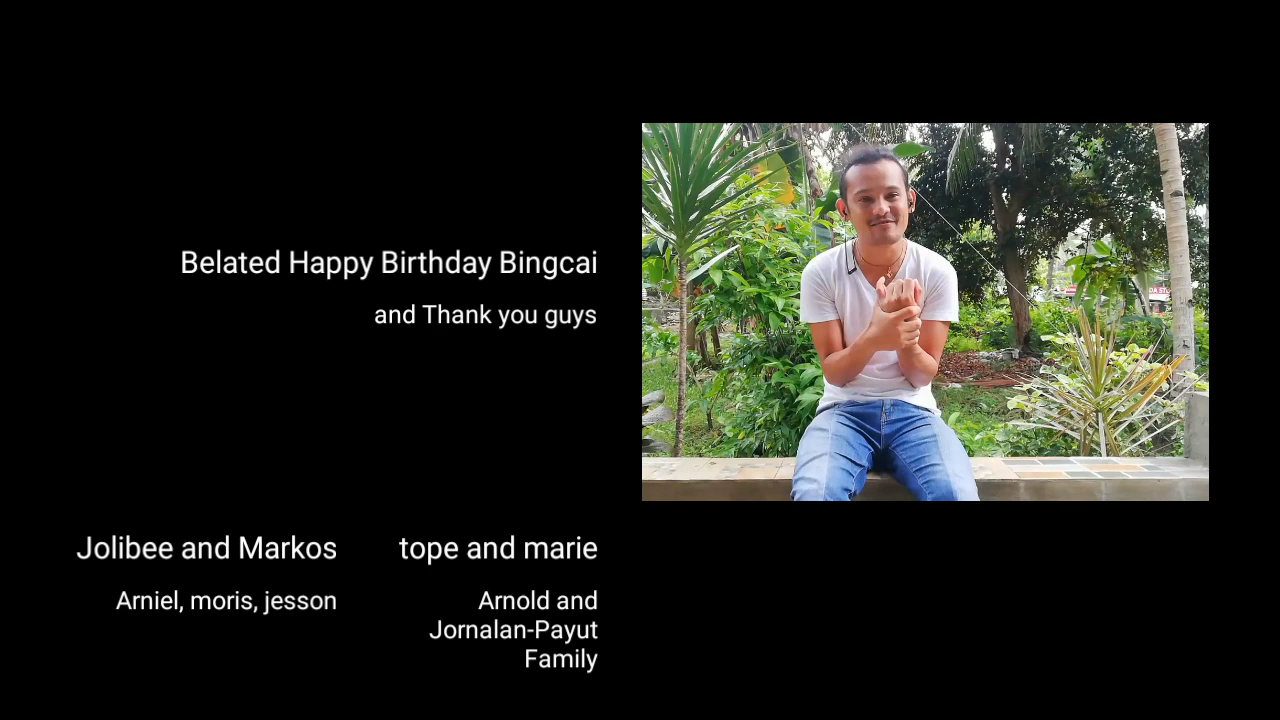 Belated Happy Birthday Bingcai
and Thank you guys
Jolibee and Markos
Arniel, moris, jesson
tope and marie
Arnold and
Jornalan-Payut
Family